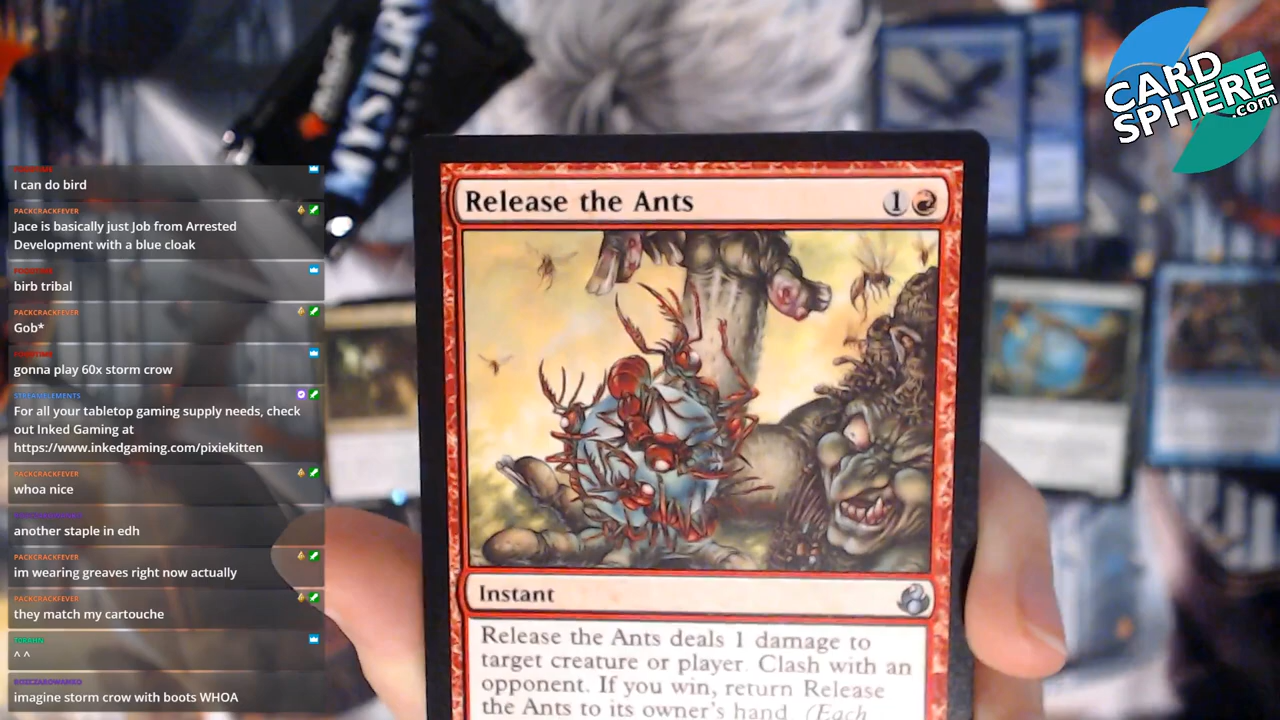 I can do bird
PACKCRACKFEVER
Jace is basically just Job from Arrested
Development with a blue cloak
birb tribal
PACKCRACKFEVER
Gob*
gonna play 60x storm crow
STREAMELEMENTS
For all your tabletop gaming supply needs, check
out Inked Gaming at
https://www.inkedgaming.com/pixiekitten
PACKCRACKFEVER
whoa nice
another staple in edh
PACKCRACKFEVER
im wearing greaves right now actually
PACKCRACKFEVER
they match my cartouche
^ ^
imagine storm crow with boots WHOA
MYSTERY
CARD
SPHERE
.com
Release the Ants 1
Instant
Release the Ants deals 1 damage to
target creature or player. Clash with an
opponent. If you win, return Release
the Ants to its owner's hand. (Each